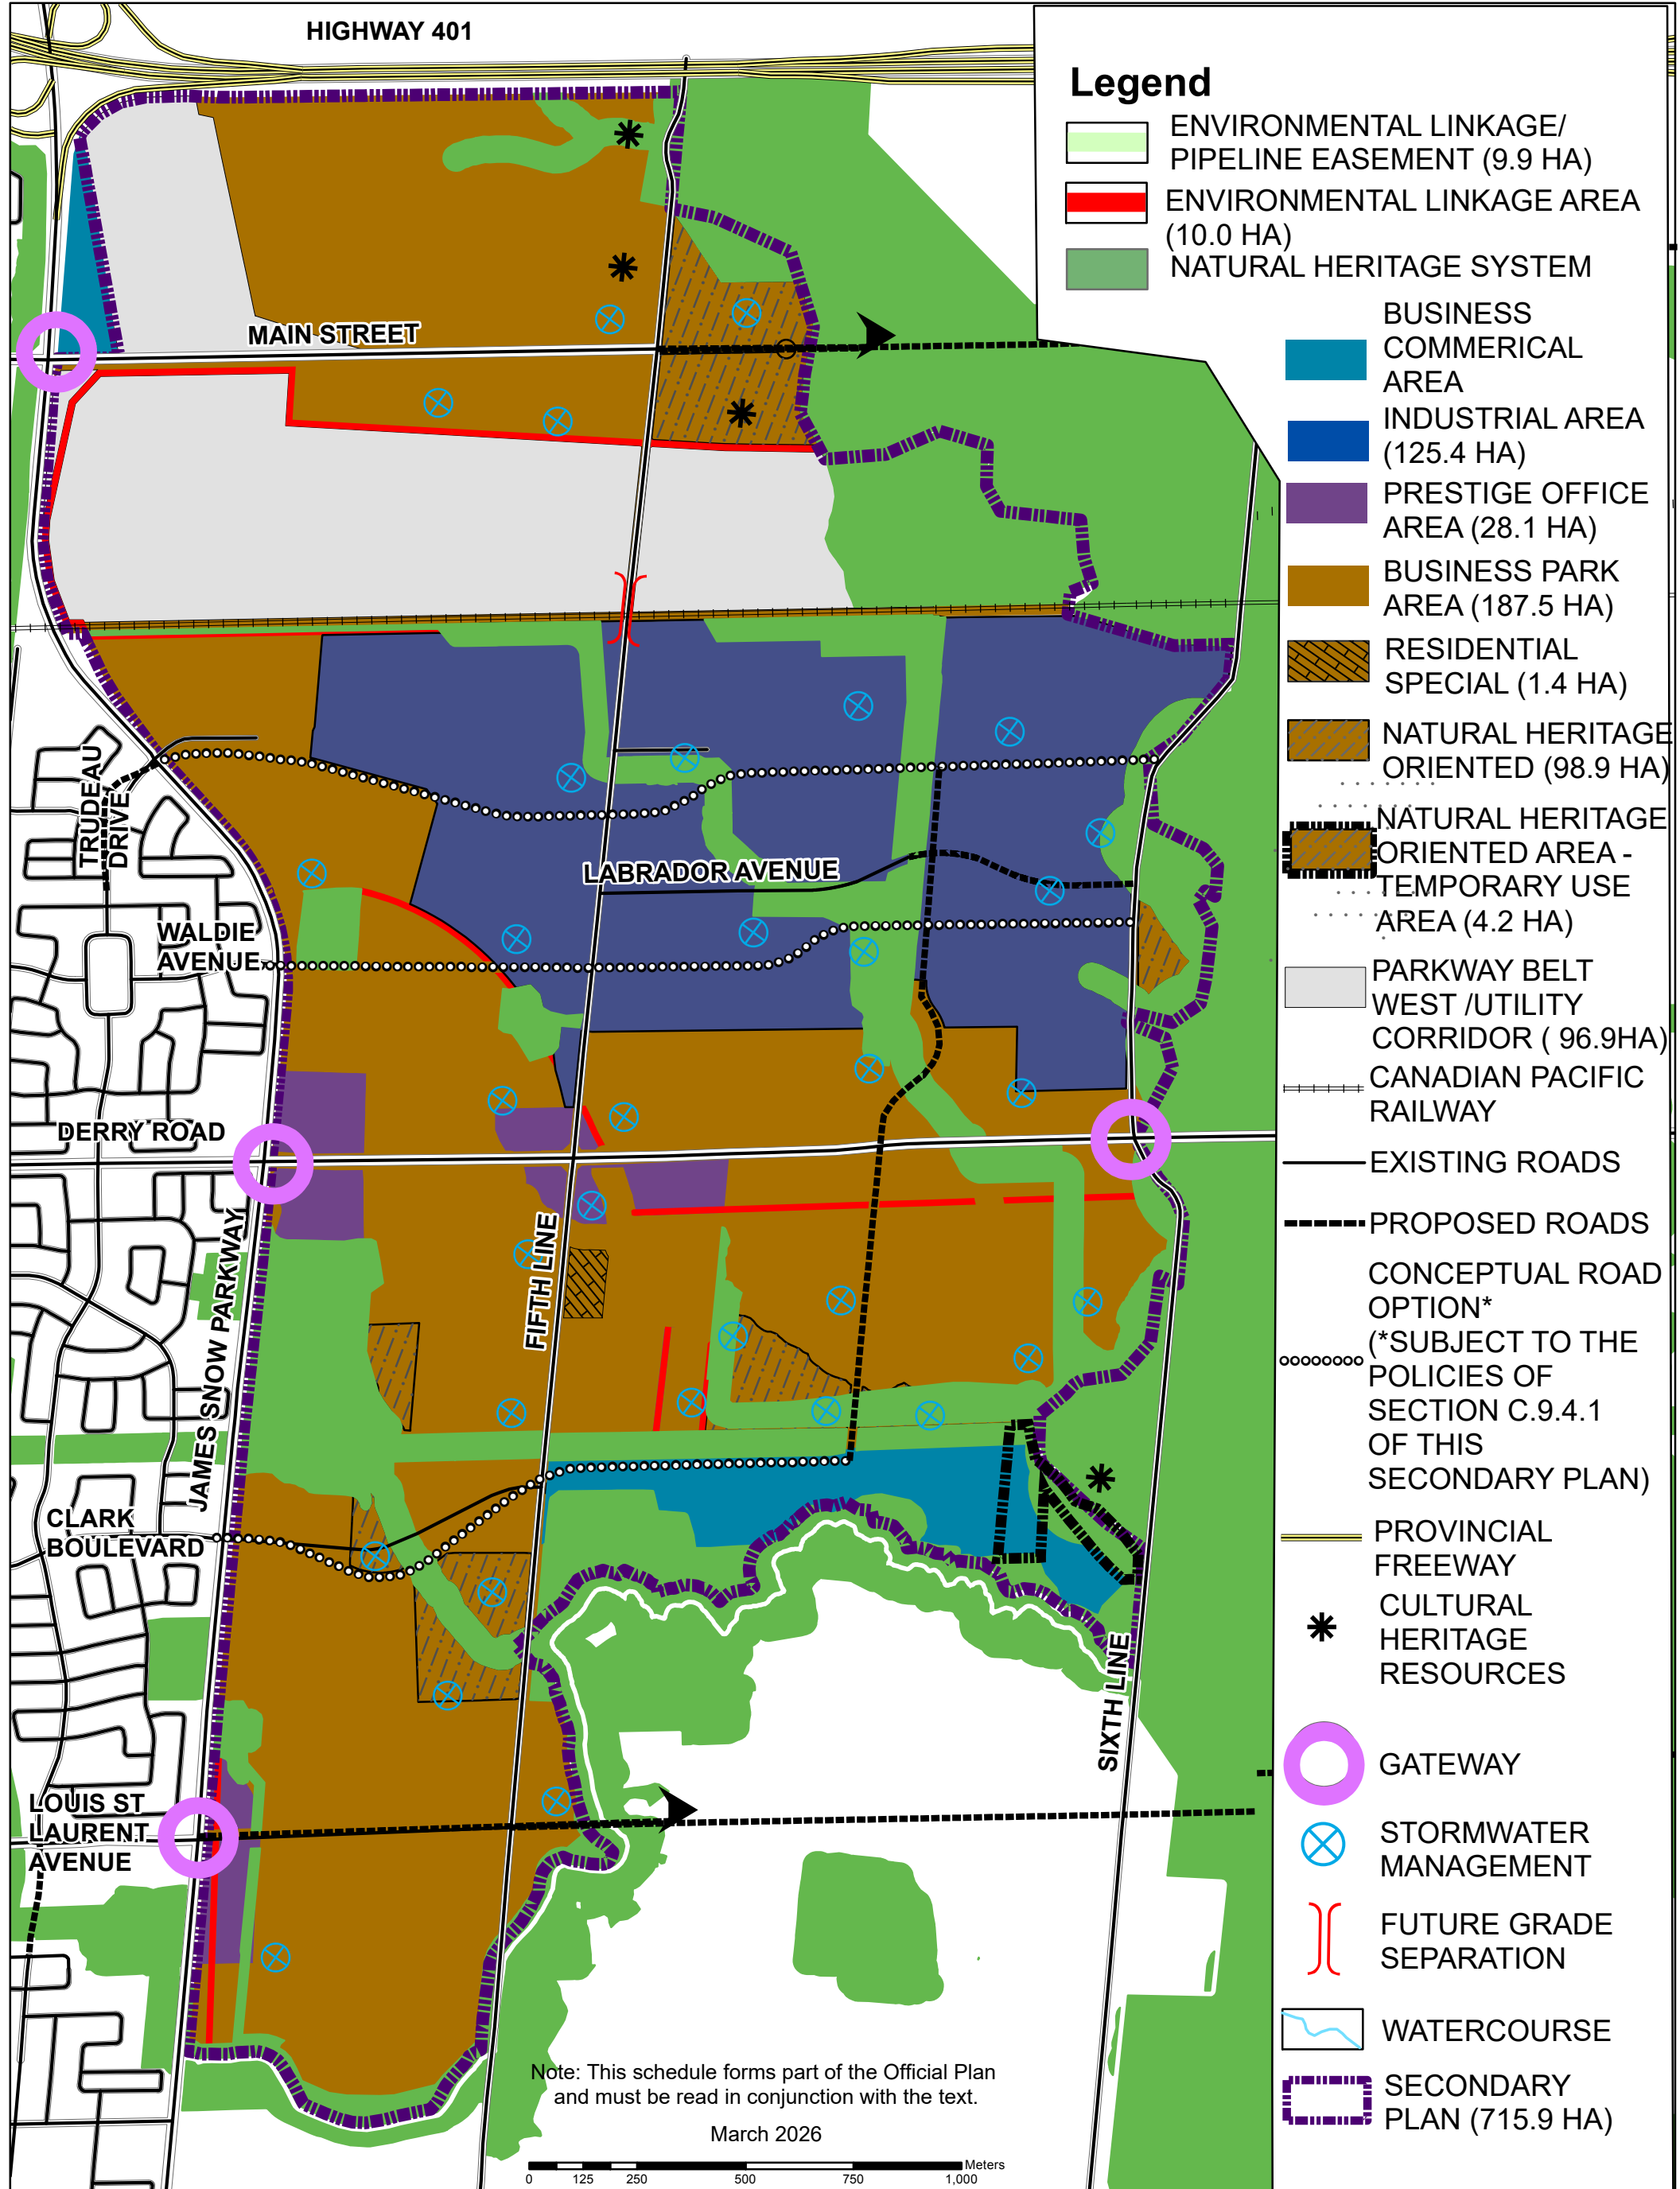 HIGHWAY 401
Legend
ENVIRONMENTAL LINKAGE/
PIPELINE EASEMENT (9.9 HA)
ENVIRONMENTAL LINKAGE AREA
(10.0 HA)
NATURAL HERITAGE SYSTEM
BUSINESS
COMMERICAL
AREA
INDUSTRIAL AREA
(125.4 HA)
PRESTIGE OFFICE
AREA (28.1 HA)
BUSINESS PARK
AREA (187.5 HA)
RESIDENTIAL
SPECIAL (1.4 HA)
NATURAL HERITAGE
ORIENTED (98.9 HA)
NATURAL HERITAGE
ORIENTED AREA -
TEMPORARY USE
AREA (4.2 HA)
PARKWAY BELT
WEST /UTILITY
CORRIDOR ( 96.9HA)
CANADIAN PACIFIC
RAILWAY
EXISTING ROADS
PROPOSED ROADS
CONCEPTUAL ROAD
OPTION*
(*SUBJECT TO THE
POLICIES OF
SECTION C.9.4.1
OF THIS
SECONDARY PLAN)
PROVINCIAL
FREEWAY
CULTURAL
HERITAGE
RESOURCES
GATEWAY
STORMWATER
MANAGEMENT
FUTURE GRADE
SEPARATION
WATERCOURSE
SECONDARY
PLAN (715.9 HA)
MAIN STREET
TRUDEAU
DRIVE
LABRADOR AVENUE
WALDIE
AVENUE
DERRY ROAD
JAMES SNOW PARKWAY
FIFTH LINE
CLARK
BOULEVARD
SIXTH LINE
LOUIS ST
LAURENT
AVENUE
Note: This schedule forms part of the Official Plan
and must be read in conjunction with the text.
March 2026
Meters
0 125 250 500 750 1,000